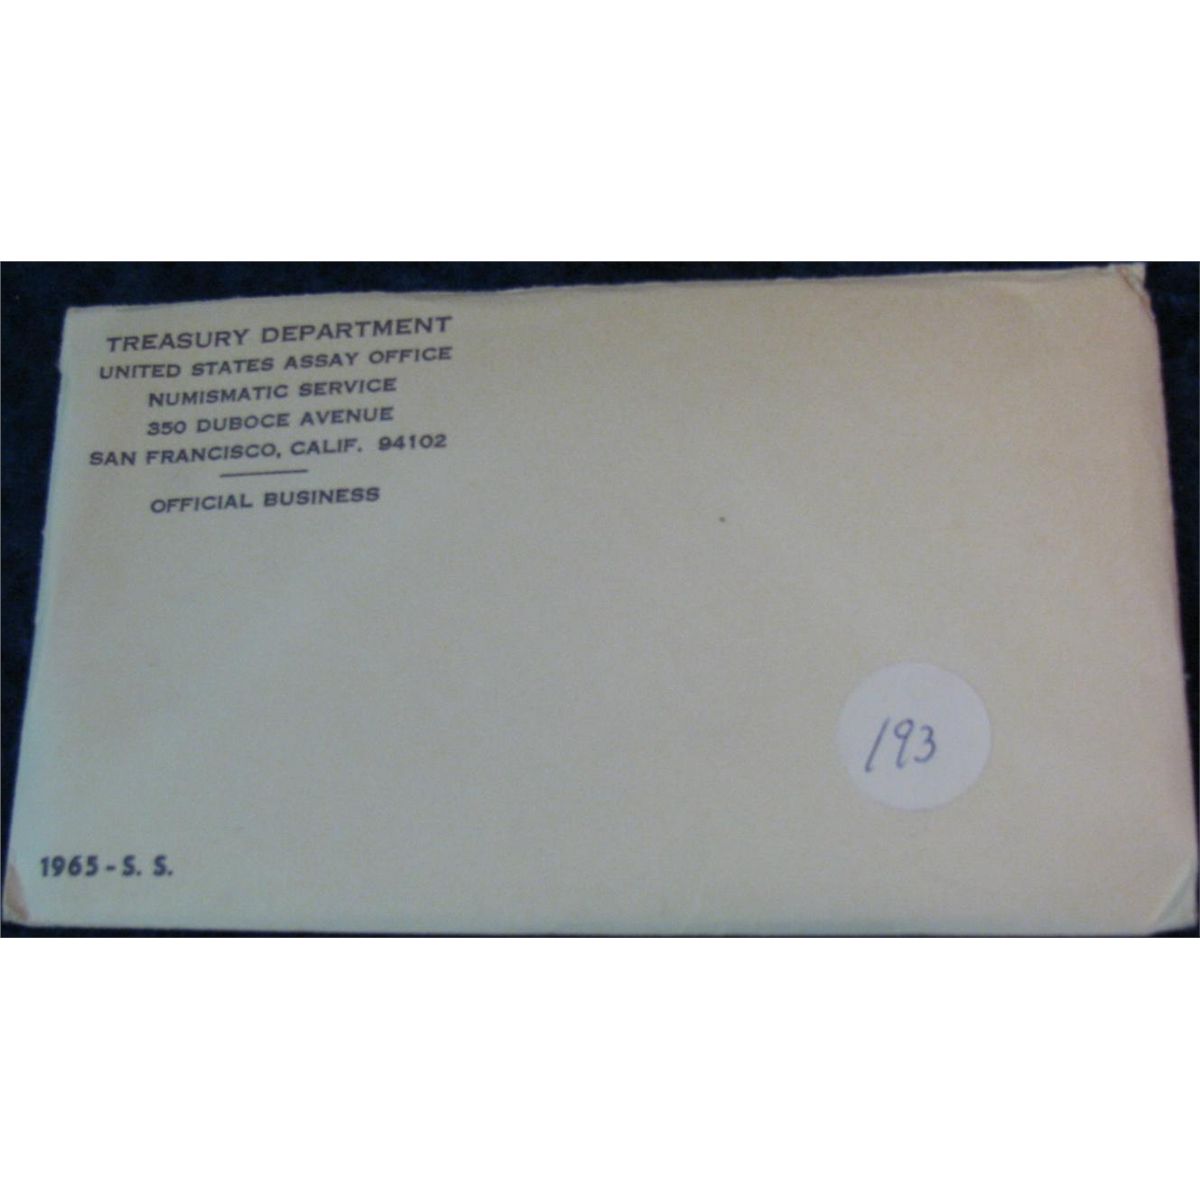 TREASURY DEPARTMENT
UNITED STATES ASSAY OFFICE
NUMISMATIC SERVICE
350 DUBOCE AVENUE
SAN FRANCISCO, CALIF. 94102
OFFICIAL BUSINESS
193
1965 - S. S.